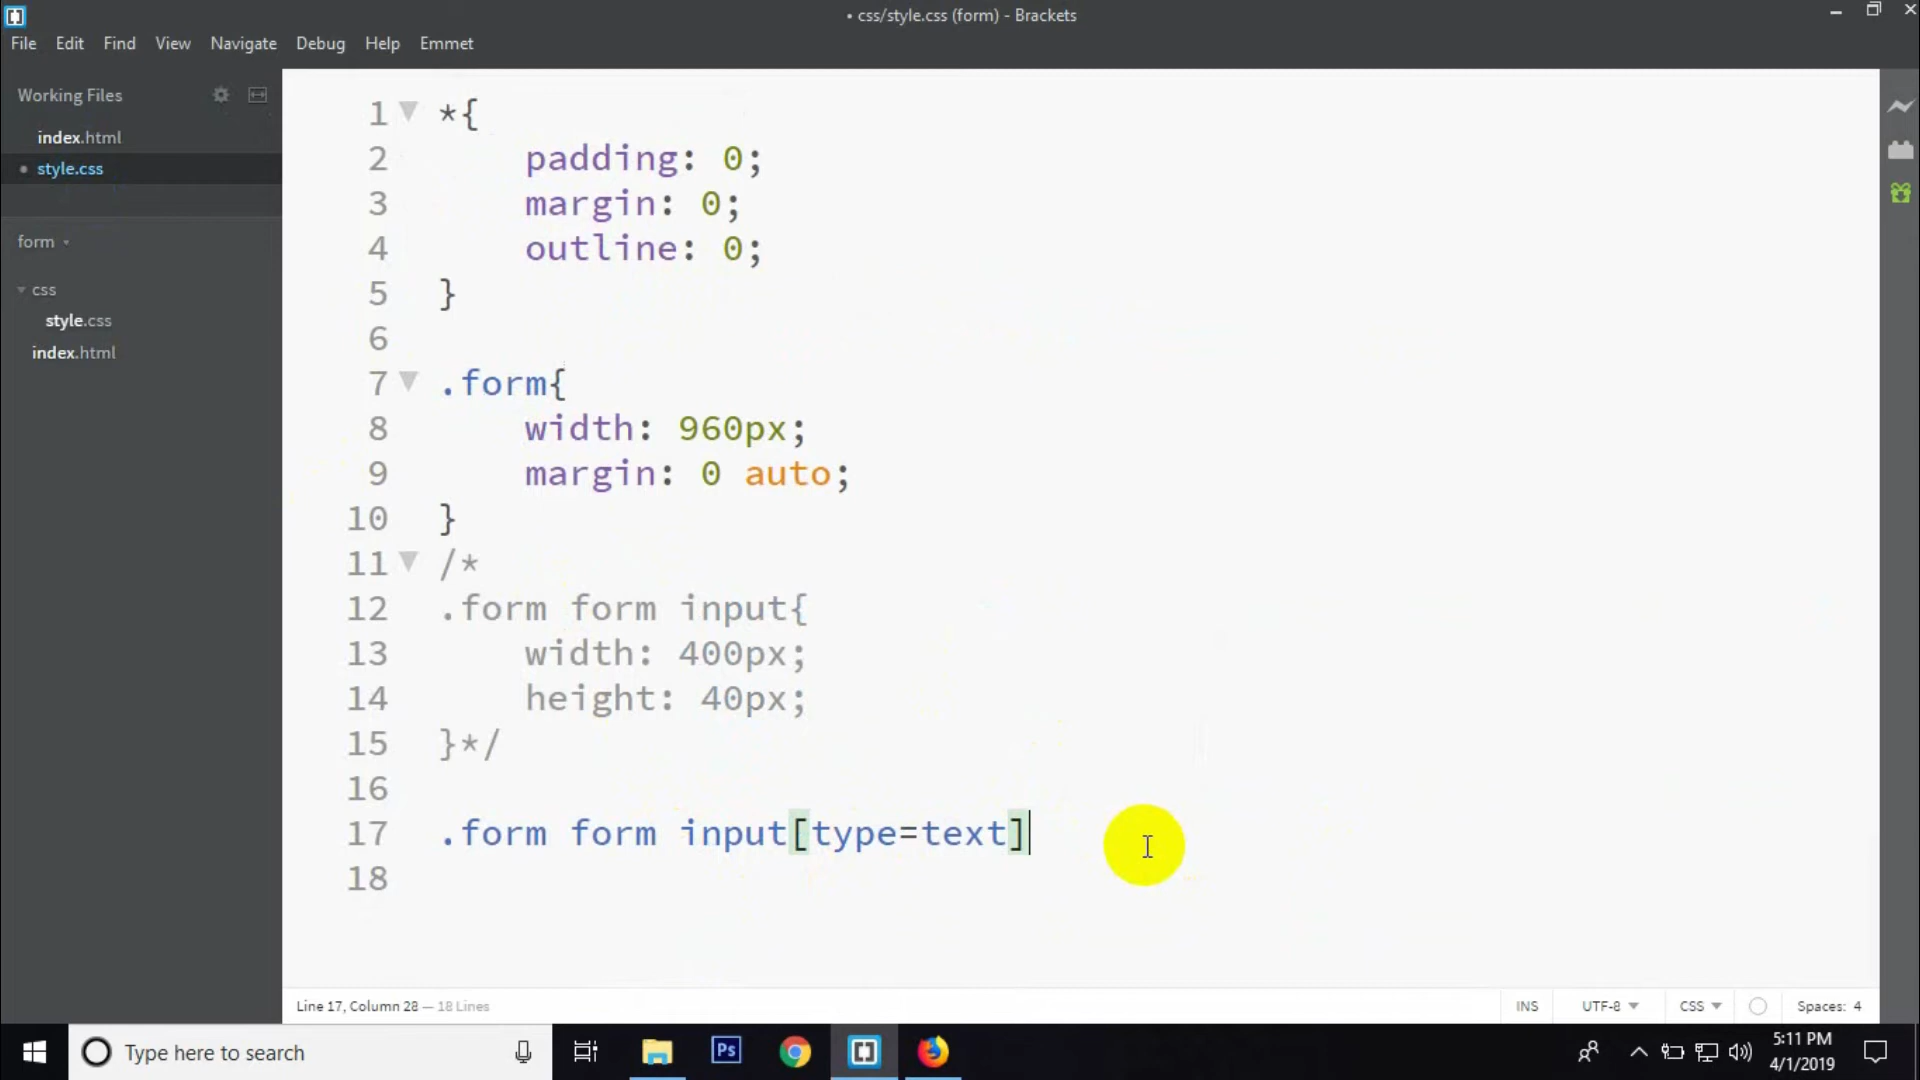 • css/style.css (form) - Brackets
File Edit Find View Navigate Debug Help Emmet
Working Files
index.html
• style.css
form
css
style.css
index.html
1 *{
2 padding: 0;
3 margin: 0;
4 outline: 0;
5 }
6
7 .form{
8 width: 960px;
9 margin: 0 auto;
10 }
11 /*
12 .form form input{
13 width: 400px;
14 height: 40px;
15 }*/
16
17 .form form input[type=text]
18
Line 17, Column 28 — 18 Lines
INS UTF-8 CSS Spaces: 4
Type here to search
Ps
5:11 PM
4/1/2019